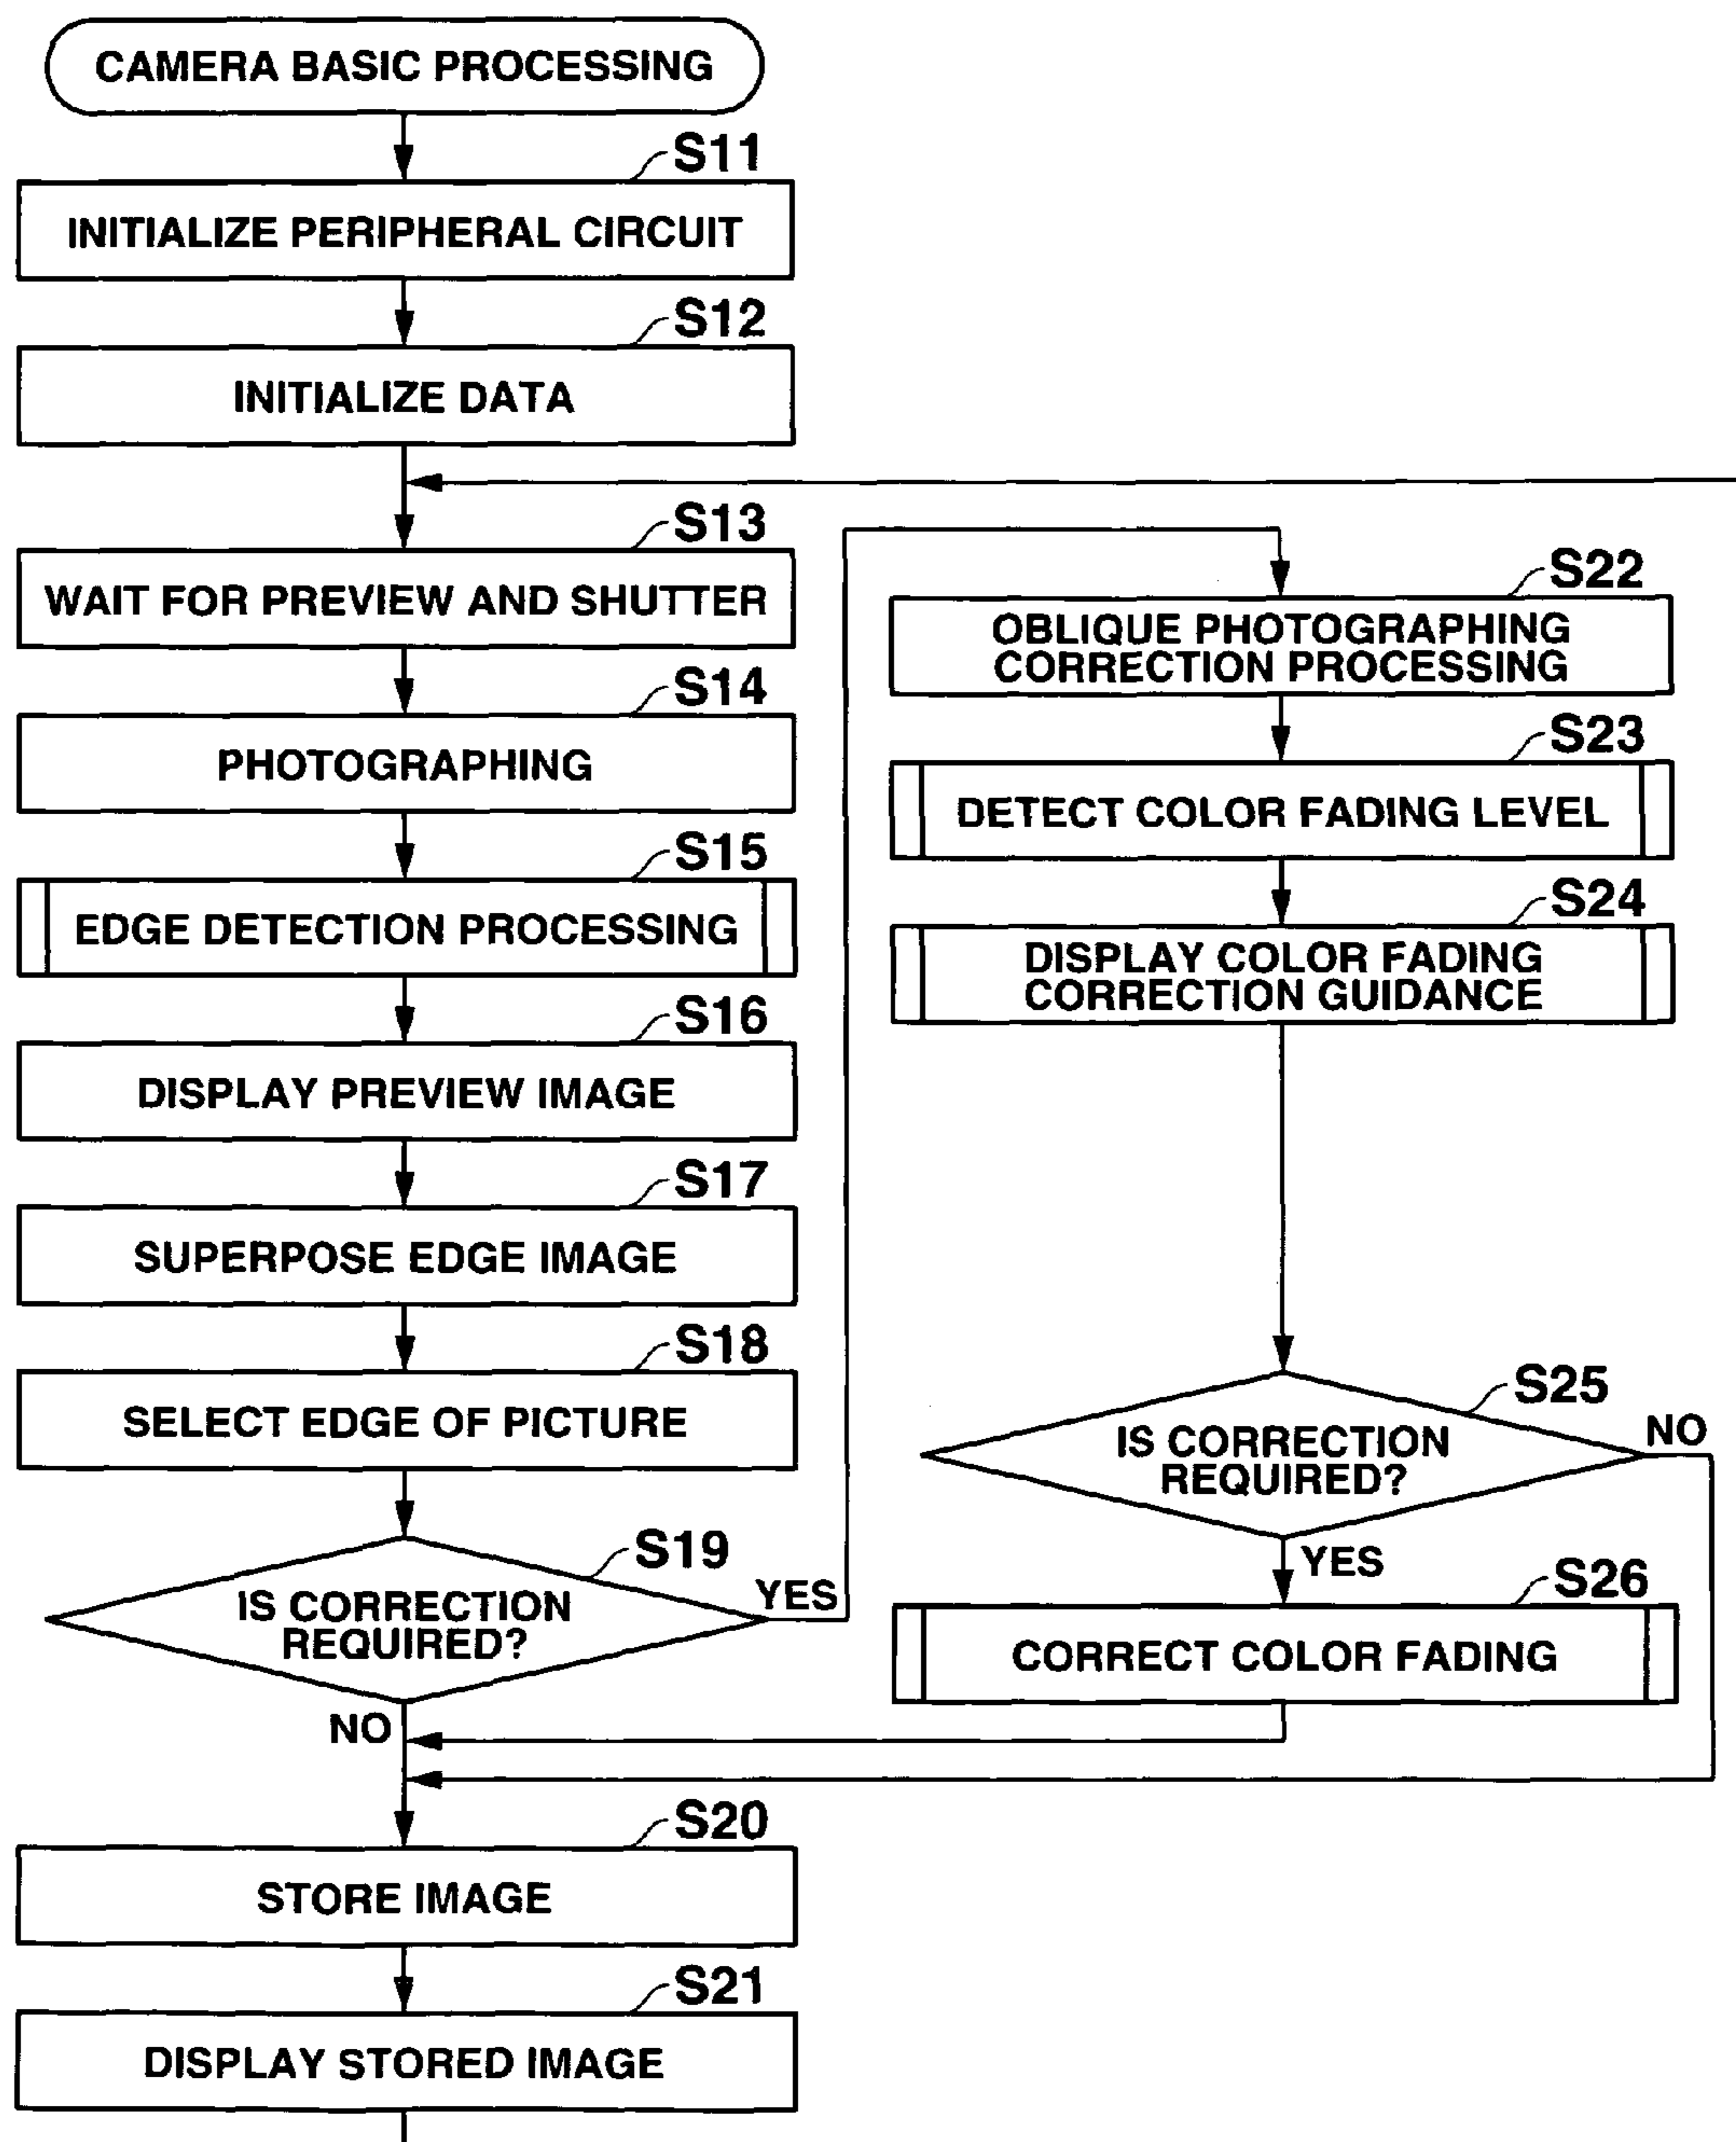 CAMERA BASIC PROCESSING
S11
INITIALIZE PERIPHERAL CIRCUIT
S12
INITIALIZE DATA
S13
WAIT FOR PREVIEW AND SHUTTER
S14
PHOTOGRAPHING
S15
EDGE DETECTION PROCESSING
S16
DISPLAY PREVIEW IMAGE
S17
SUPERPOSE EDGE IMAGE
S18
SELECT EDGE OF PICTURE
S19
IS CORRECTION
REQUIRED?
YES
NO
S20
STORE IMAGE
S21
DISPLAY STORED IMAGE
S22
OBLIQUE PHOTOGRAPHING
CORRECTION PROCESSING
S23
DETECT COLOR FADING LEVEL
S24
DISPLAY COLOR FADING
CORRECTION GUIDANCE
S25
IS CORRECTION
REQUIRED?
NO
YES
S26
CORRECT COLOR FADING